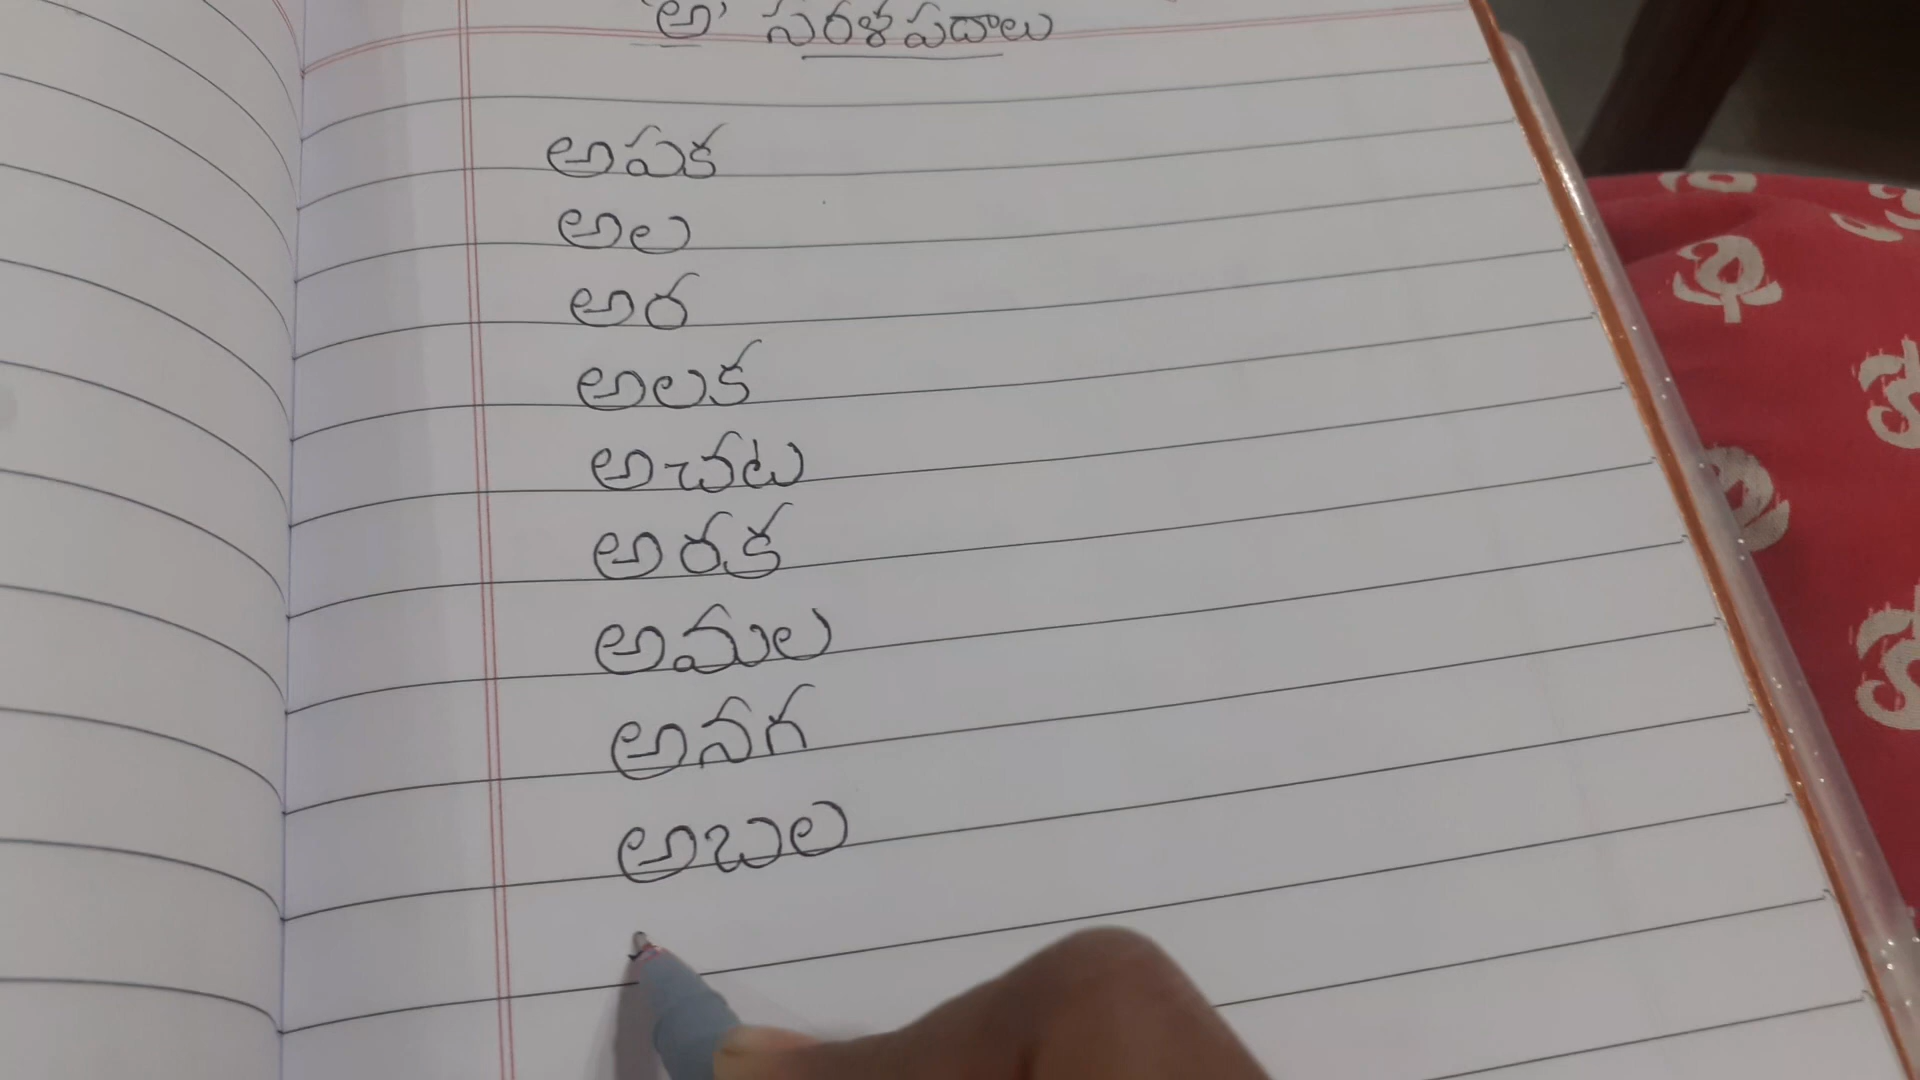 'అ' సరళ పదాలు
అపక
అల
అర
అలక
అచట
అరక
అమల
అనగ
అబల